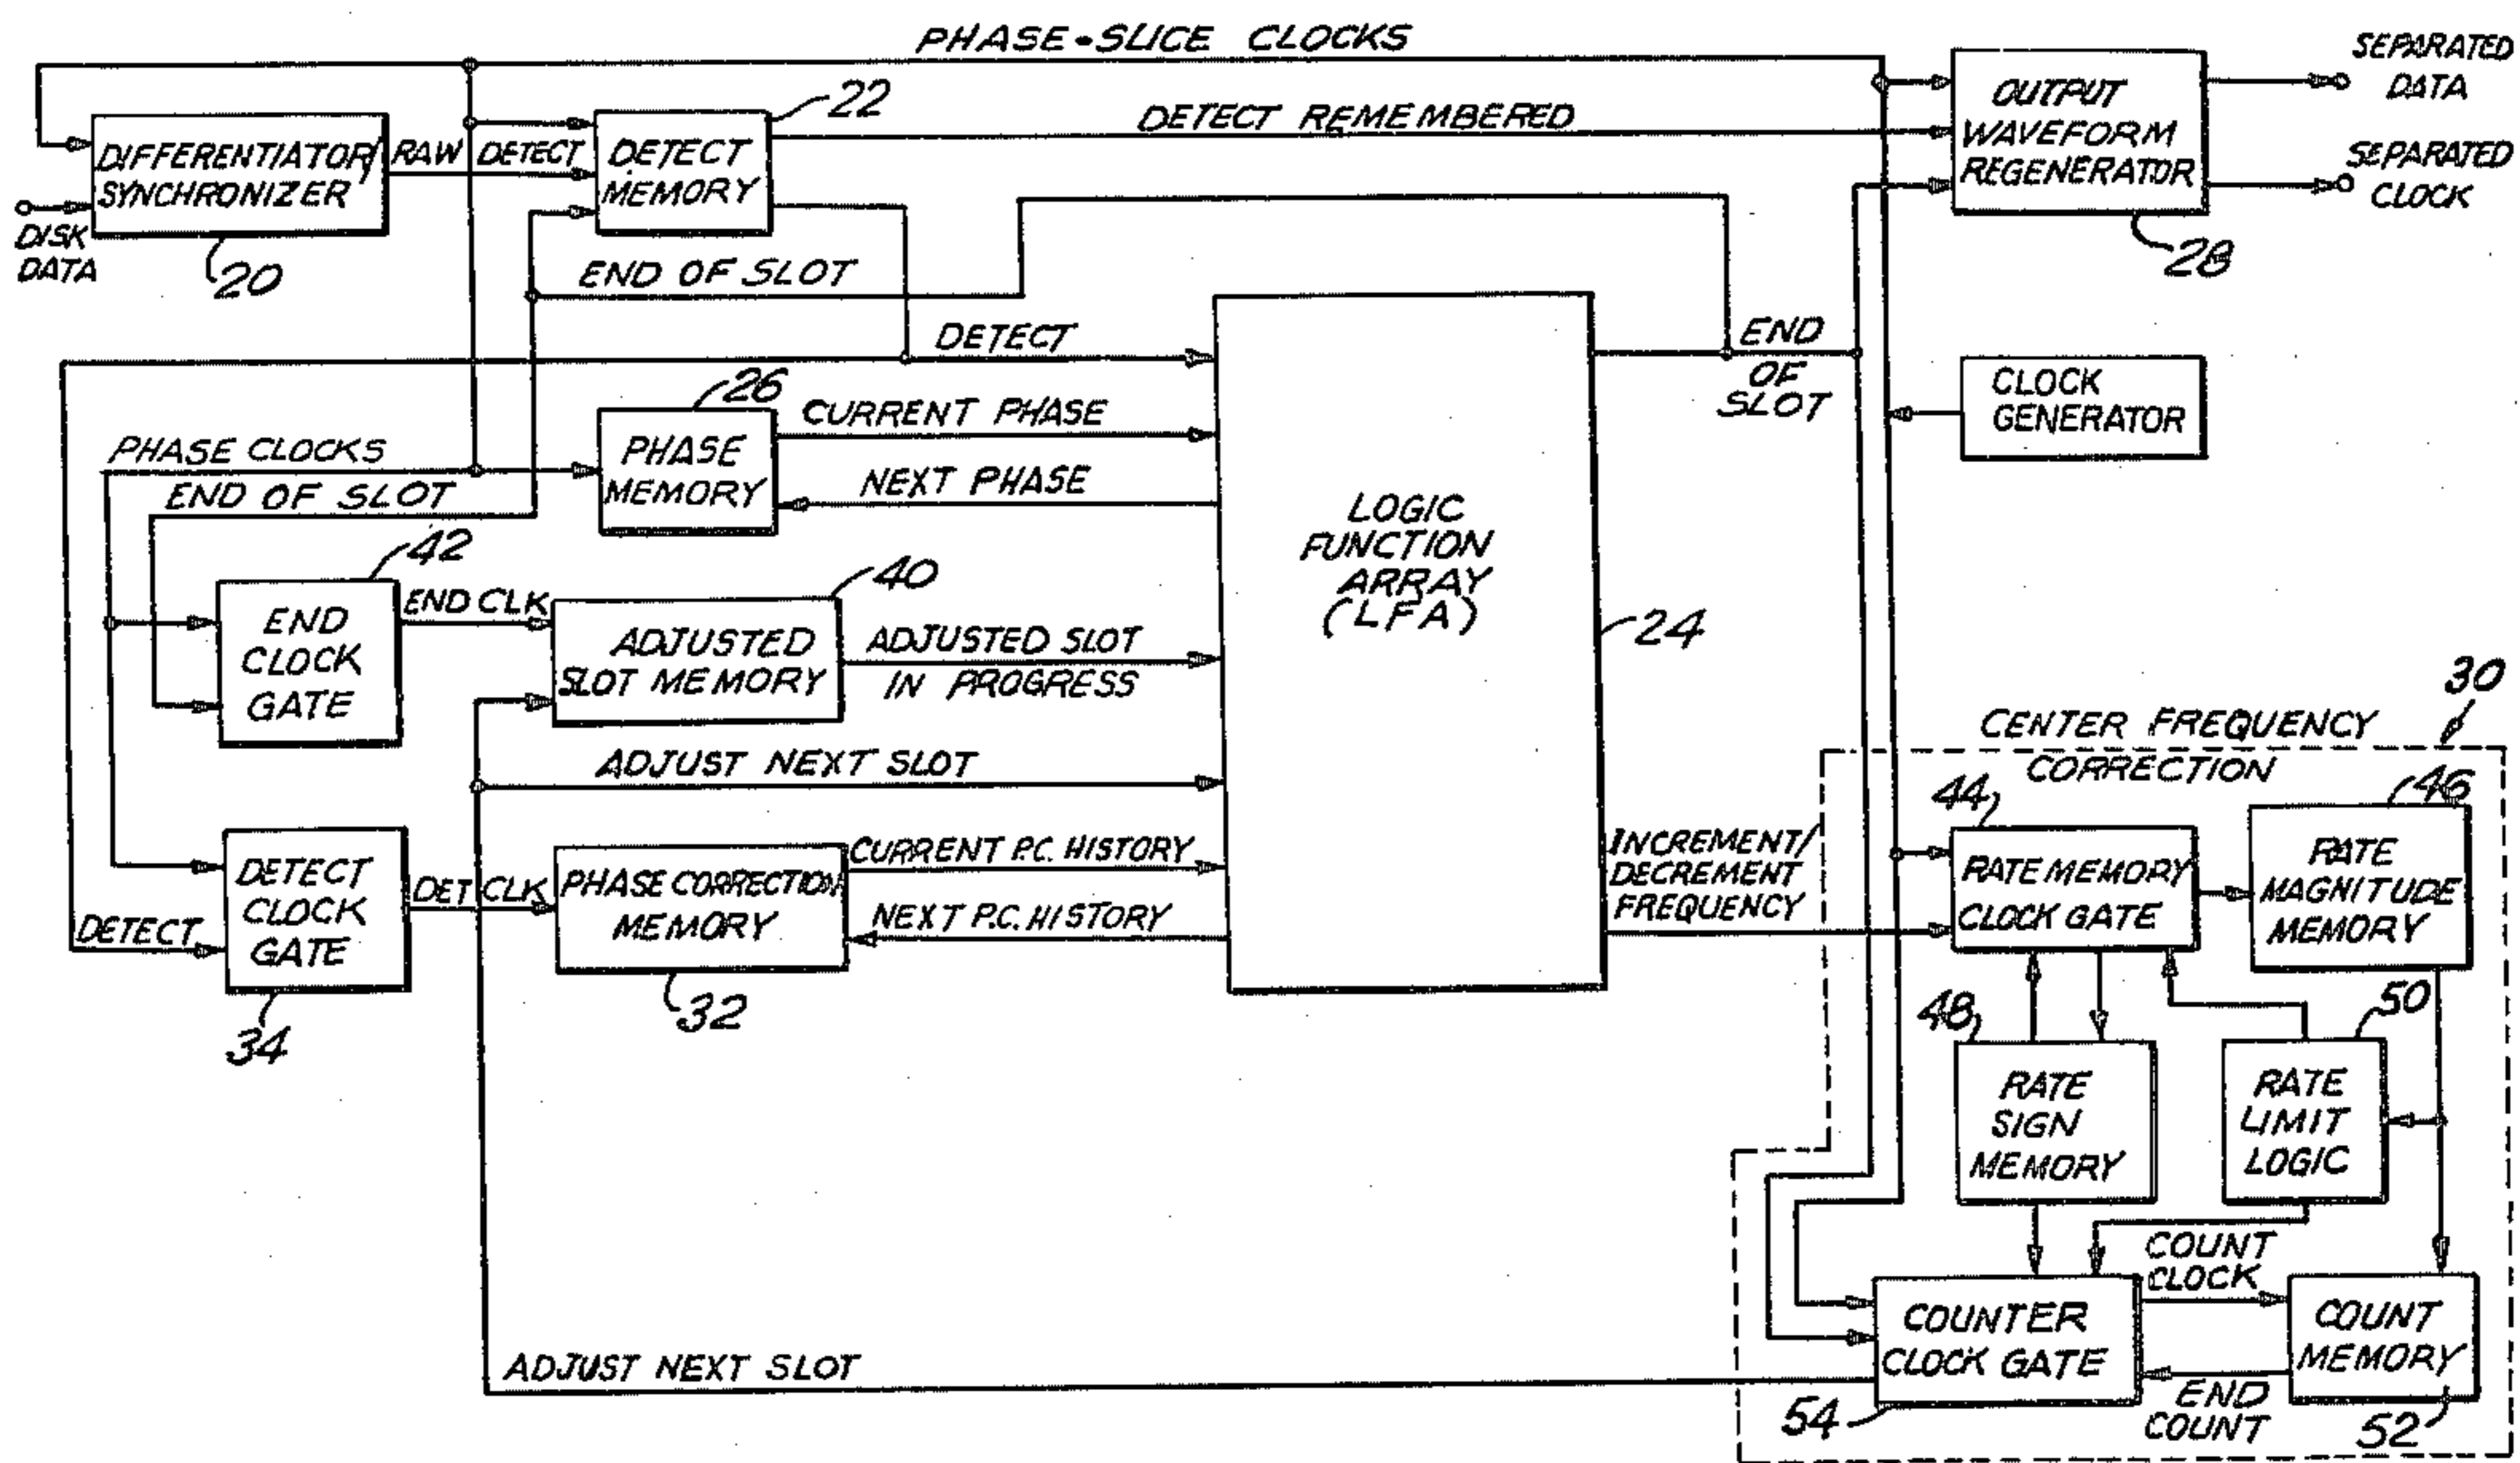 PHASE-SLICE CLOCKS
SEPARATED
DATA
22
DETECT REMEMBERED
OUTPUT
WAVEFORM
REGENERATOR
DIFFERENTIATOR/
SYNCHRONIZER
RAW DETECT
DETECT
MEMORY
SEPARATED
CLOCK
DISK
DATA
20
28
END OF SLOT
DETECT
END
OF
SLOT
CLOCK
GENERATOR
26
CURRENT PHASE
PHASE
MEMORY
NEXT PHASE
PHASE CLOCKS
END OF SLOT
LOGIC
FUNCTION
ARRAY
(LFA)
24
42
END
CLOCK
GATE
END CLK
40
ADJUSTED
SLOT MEMORY
ADJUSTED SLOT
IN PROGRESS
ADJUST NEXT SLOT
30
CENTER FREQUENCY
CORRECTION
DETECT
CLOCK
GATE
DETECT
34
DET CLK
PHASE CORRECTION
MEMORY
32
CURRENT P.C. HISTORY
NEXT P.C. HISTORY
INCREMENT/
DECREMENT
FREQUENCY
44
RATE MEMORY
CLOCK GATE
46
RATE
MAGNITUDE
MEMORY
48
RATE
SIGN
MEMORY
50
RATE
LIMIT
LOGIC
COUNT
CLOCK
COUNTER
CLOCK GATE
COUNT
MEMORY
END
COUNT
54
52
ADJUST NEXT SLOT